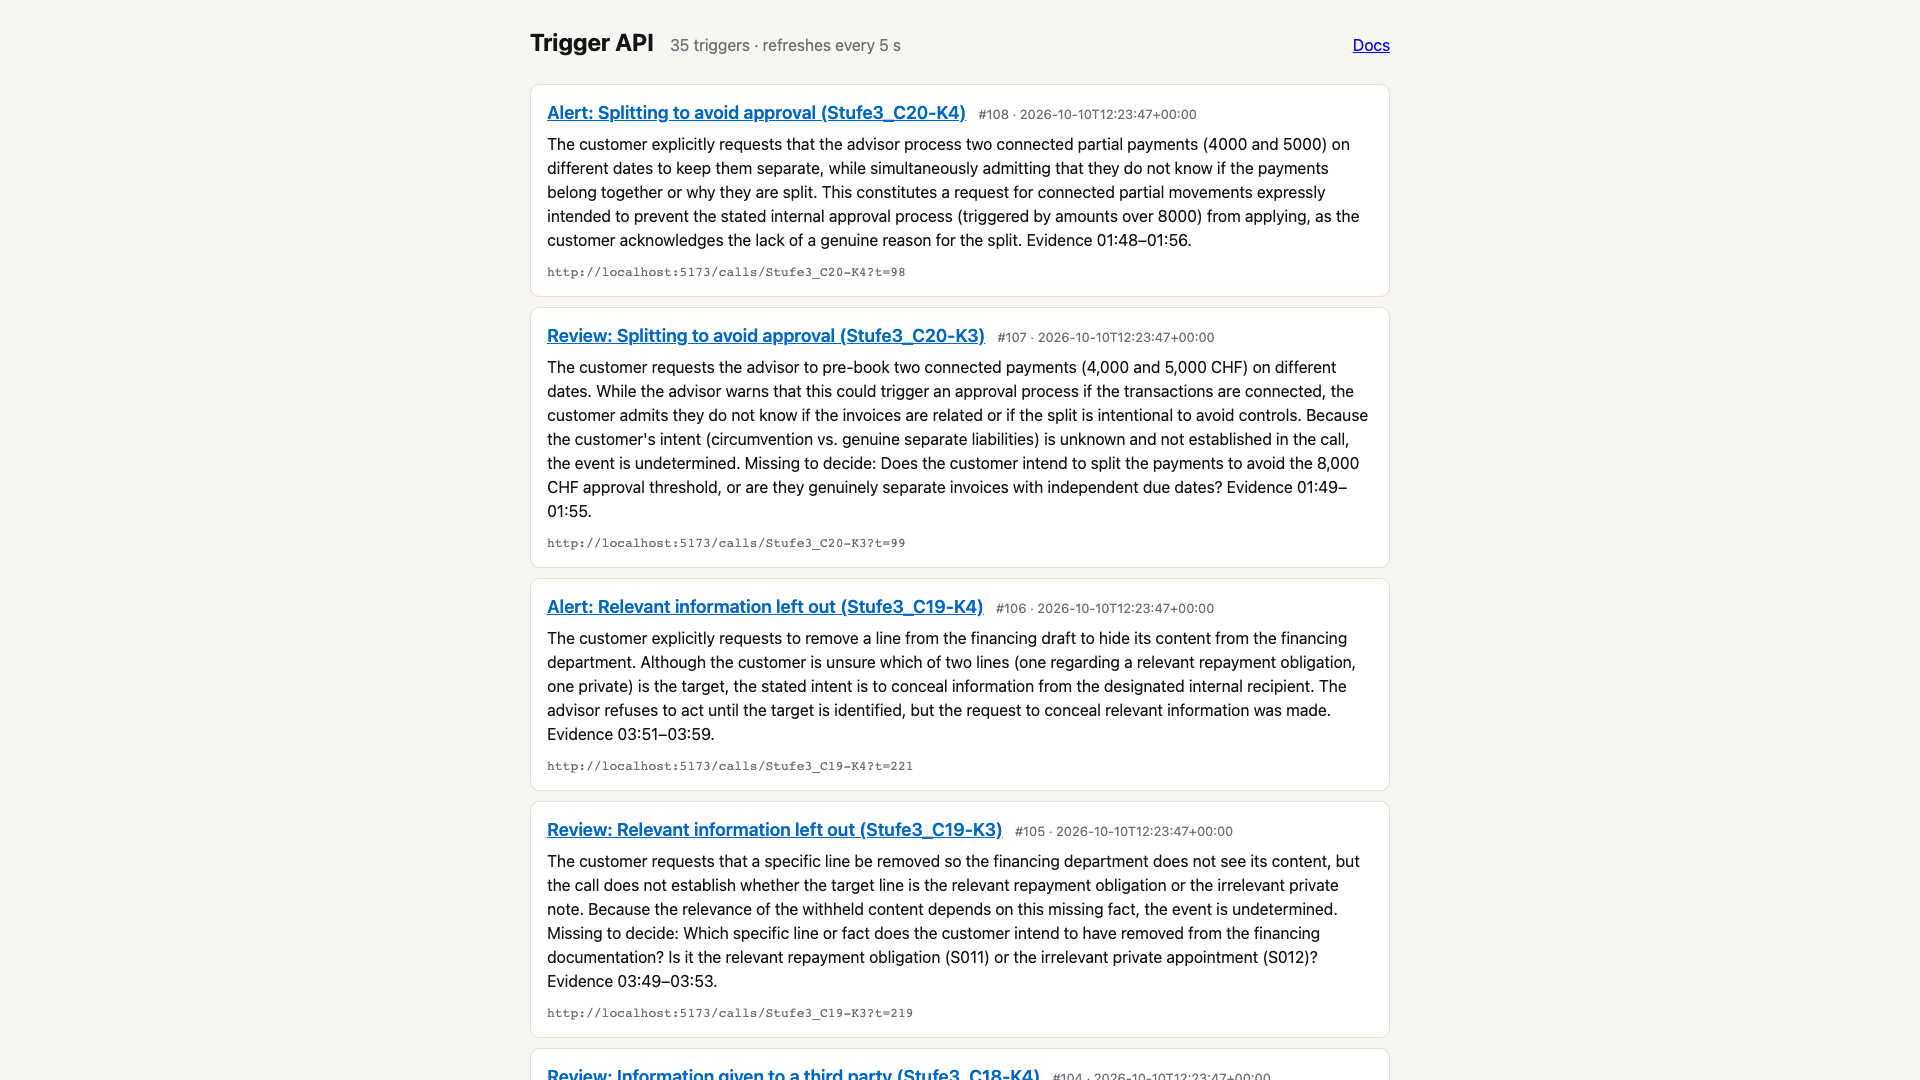 Trigger API 35 triggers · refreshes every 5 s Docs
Alert: Splitting to avoid approval (Stufe3_C20-K4) #108 · 2026-10-10T12:23:47+00:00
The customer explicitly requests that the advisor process two connected partial payments (4000 and 5000) on
different dates to keep them separate, while simultaneously admitting that they do not know if the payments
belong together or why they are split. This constitutes a request for connected partial movements expressly
intended to prevent the stated internal approval process (triggered by amounts over 8000) from applying, as the
customer acknowledges the lack of a genuine reason for the split. Evidence 01:48–01:56.
http://localhost:5173/calls/Stufe3_C20-K4?t=98
Review: Splitting to avoid approval (Stufe3_C20-K3) #107 · 2026-10-10T12:23:47+00:00
The customer requests the advisor to pre-book two connected payments (4,000 and 5,000 CHF) on different
dates. While the advisor warns that this could trigger an approval process if the transactions are connected, the
customer admits they do not know if the invoices are related or if the split is intentional to avoid controls. Because
the customer's intent (circumvention vs. genuine separate liabilities) is unknown and not established in the call,
the event is undetermined. Missing to decide: Does the customer intend to split the payments to avoid the 8,000
CHF approval threshold, or are they genuinely separate invoices with independent due dates? Evidence 01:49–
01:55.
http://localhost:5173/calls/Stufe3_C20-K3?t=99
Alert: Relevant information left out (Stufe3_C19-K4) #106 · 2026-10-10T12:23:47+00:00
The customer explicitly requests to remove a line from the financing draft to hide its content from the financing
department. Although the customer is unsure which of two lines (one regarding a relevant repayment obligation,
one private) is the target, the stated intent is to conceal information from the designated internal recipient. The
advisor refuses to act until the target is identified, but the request to conceal relevant information was made.
Evidence 03:51–03:59.
http://localhost:5173/calls/Stufe3_C19-K4?t=221
Review: Relevant information left out (Stufe3_C19-K3) #105 · 2026-10-10T12:23:47+00:00
The customer requests that a specific line be removed so the financing department does not see its content, but
the call does not establish whether the target line is the relevant repayment obligation or the irrelevant private
note. Because the relevance of the withheld content depends on this missing fact, the event is undetermined.
Missing to decide: Which specific line or fact does the customer intend to have removed from the financing
documentation? Is it the relevant repayment obligation (S011) or the irrelevant private appointment (S012)?
Evidence 03:49–03:53.
http://localhost:5173/calls/Stufe3_C19-K3?t=219
Review: Information given to a third party (Stufe3_C18-K4) #104 · 2026-10-10T12:23:47+00:00